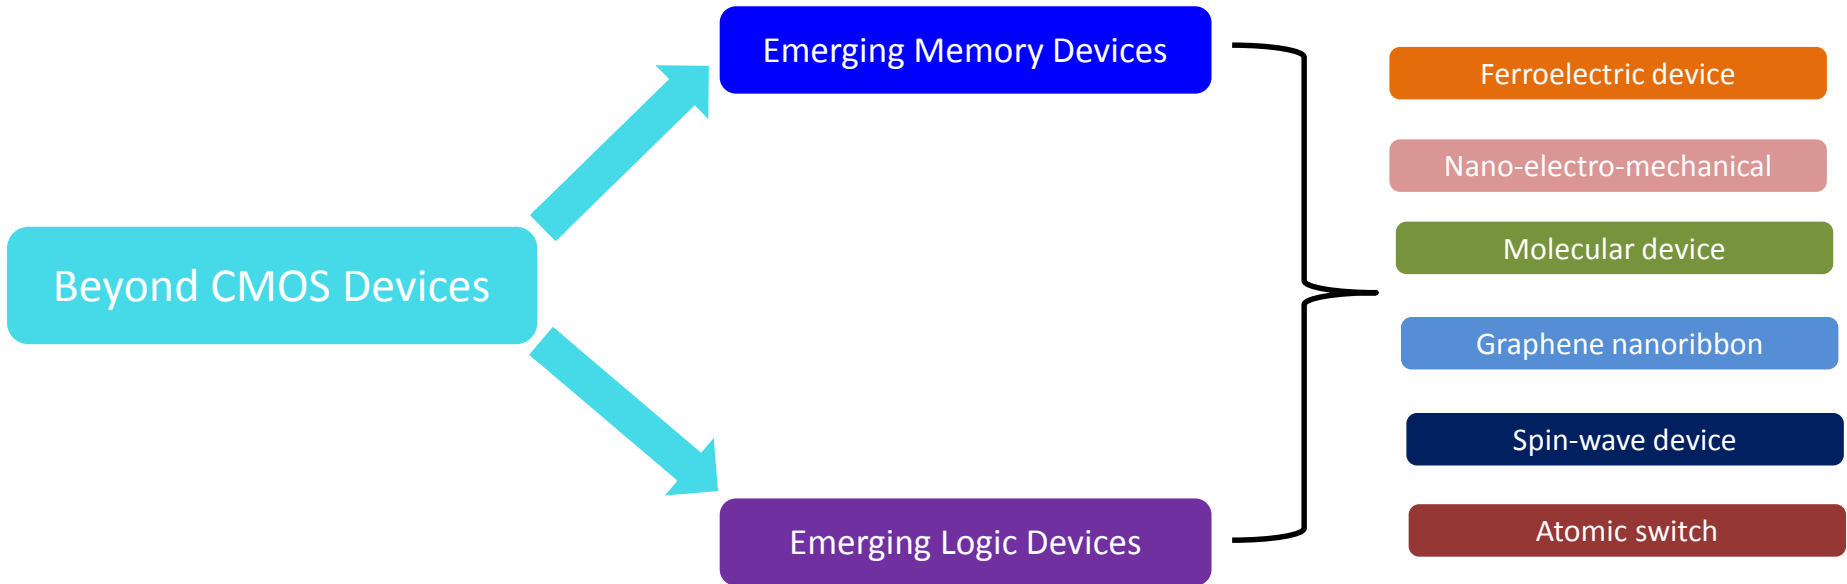 Beyond CMOS Devices
Emerging Memory Devices
Emerging Logic Devices
Ferroelectric device
Nano-electro-mechanical
Molecular device
Graphene nanoribbon
Spin-wave device
Atomic switch